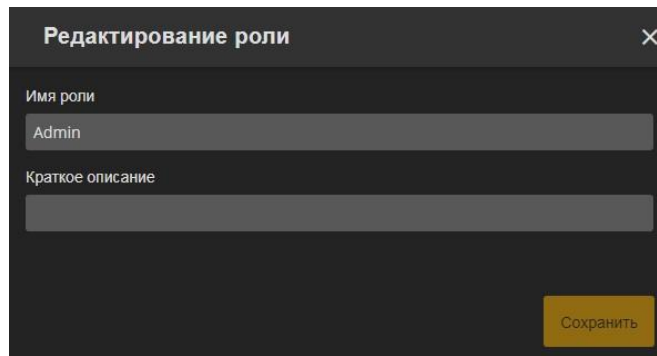 Редактирование роли
Имя роли
Admin
Краткое описание
Сохранить